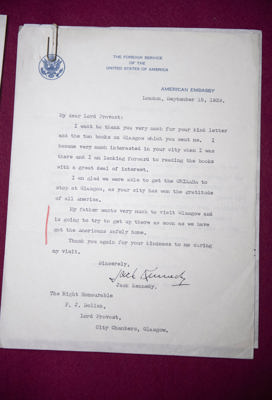 THE FOREIGN SERVICE
OF THE
UNITED STATES OF AMERICA
AMERICAN EMBASSY
London, September 15, 1939.
My dear Lord Provost:
I want to thank you very much for your kind letter
and the two books on Glasgow which you sent me. I
became very much interested in your city when I was
there and I am looking forward to reading the books
with a great deal of interest.
I am glad we were able to get the ORIZABA to
stop at Glasgow, as your city has won the gratitude
of all America.
My father wants very much to visit Glasgow and
is going to try to get up there as soon as we have
got the Americans safely home.
Thank you again for your kindness to me during
my visit.
Sincerely,
Jack Kennedy
Jack Kennedy.
The Right Honourable
P. J. Dollan,
Lord Provost,
City Chambers, Glasgow.